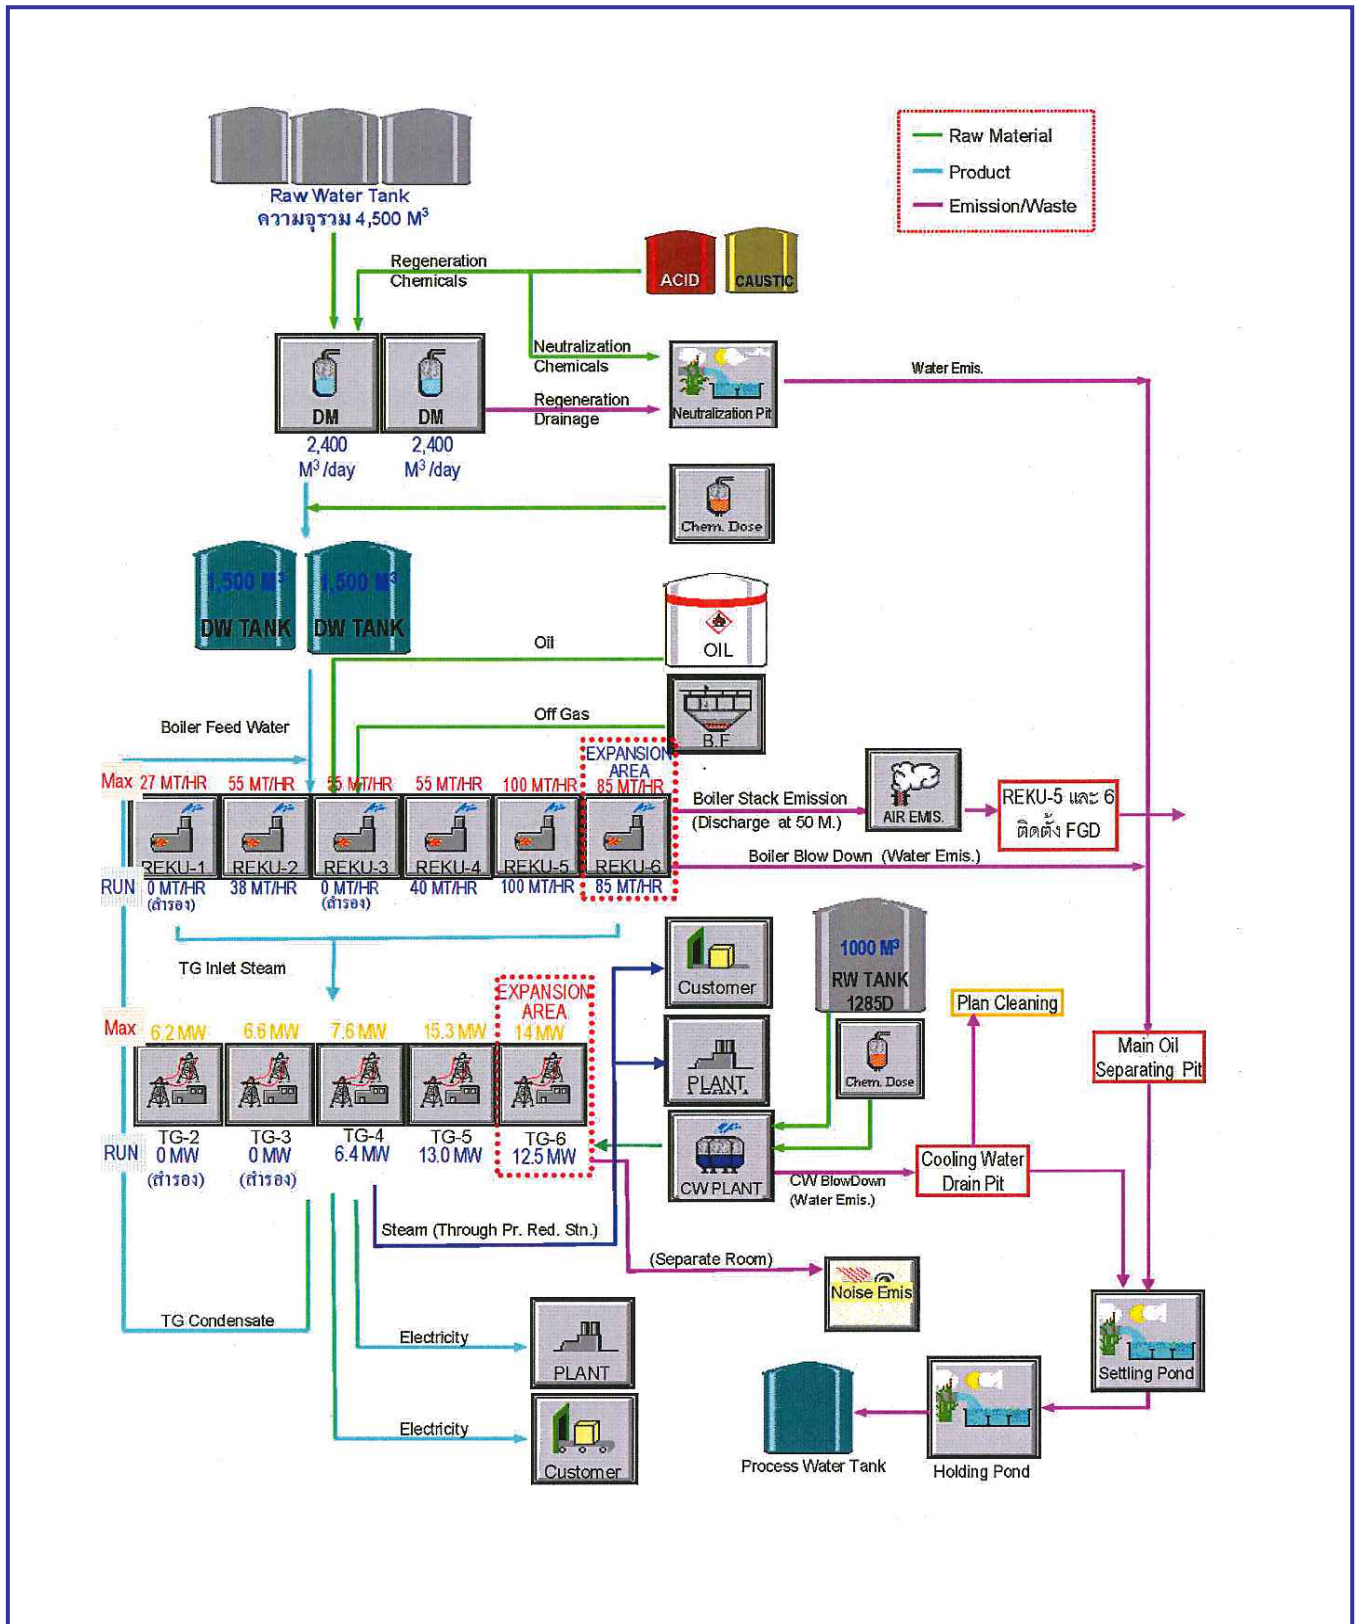 Raw Material
Product
Emission/Waste
Raw Water Tank
ความจุรวม 4,500 M³
Regeneration
Chemicals
ACID
CAUSTIC
DM
DM
2,400
M³ /day
2,400
M³ /day
Neutralization
Chemicals
Regeneration
Drainage
Neutralization Pit
Water Emis.
Chem. Dose
1,500 M³
DW TANK
1,500 M³
DW TANK
Oil
OIL
Off Gas
B.F
Boiler Feed Water
EXPANSION
AREA
Max
27 MT/HR
55 MT/HR
55 MT/HR
55 MT/HR
100 MT/HR
85 MT/HR
REKU-1
REKU-2
REKU-3
REKU-4
REKU-5
REKU-6
RUN
0 MT/HR
(สำรอง)
38 MT/HR
0 MT/HR
(สำรอง)
40 MT/HR
100 MT/HR
85 MT/HR
Boiler Stack Emission
(Discharge at 50 M.)
AIR EMIS.
REKU-5 และ 6
ติดตั้ง FGD
Boiler Blow Down (Water Emis.)
TG Inlet Steam
Customer
1000 M³
RW TANK
1285D
Plan Cleaning
EXPANSION
AREA
Max
6.2 MW
6.6 MW
7.6 MW
15.3 MW
14 MW
PLANT
Chem. Dose
Main Oil
Separating Pit
TG-2
TG-3
TG-4
TG-5
TG-6
RUN
0 MW
(สำรอง)
0 MW
(สำรอง)
6.4 MW
13.0 MW
12.5 MW
CW PLANT
CW BlowDown
(Water Emis.)
Cooling Water
Drain Pit
Steam (Through Pr. Red. Stn.)
(Separate Room)
Noise Emis
TG Condensate
Electricity
PLANT
Settling Pond
Electricity
Customer
Process Water Tank
Holding Pond